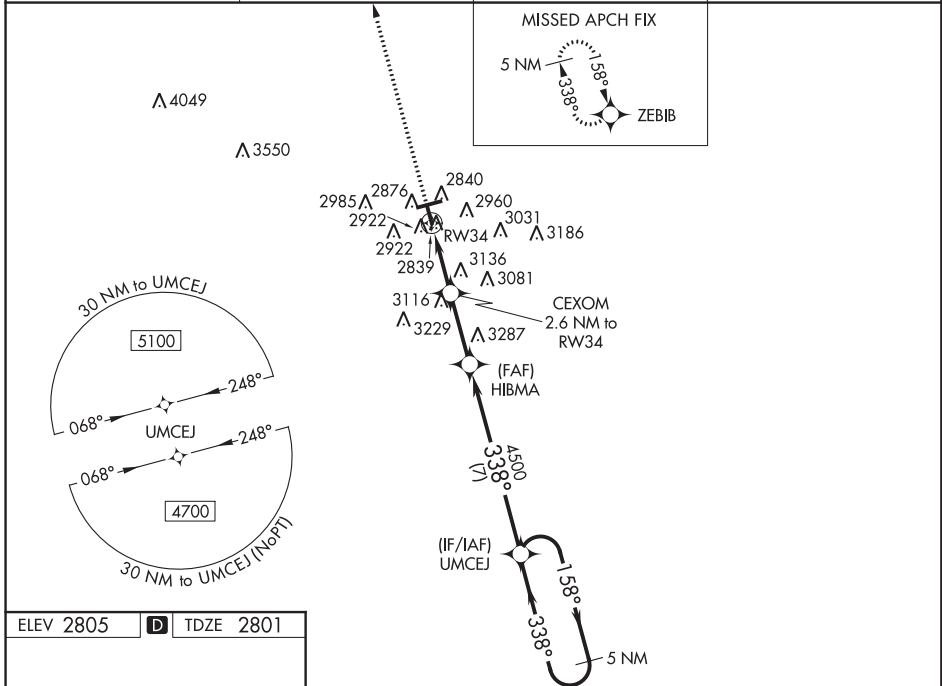 MISSED APCH FIX
5 NM
158°
338°
ZEBIB
4049
3550
2985
2876
2840
2960
2922
3031
3186
2922
RW34
2839
3136
3081
3116
CEXOM
2.6 NM to
RW34
3229
3287
(FAF)
HIBMA
30 NM to UMCEJ
5100
248°
068°
UMCEJ
248°
068°
4700
30 NM to UMCEJ (NoPT)
4500
338°
(7)
(IF/IAF)
UMCEJ
158°
338°
5 NM
ELEV 2805 D TDZE 2801